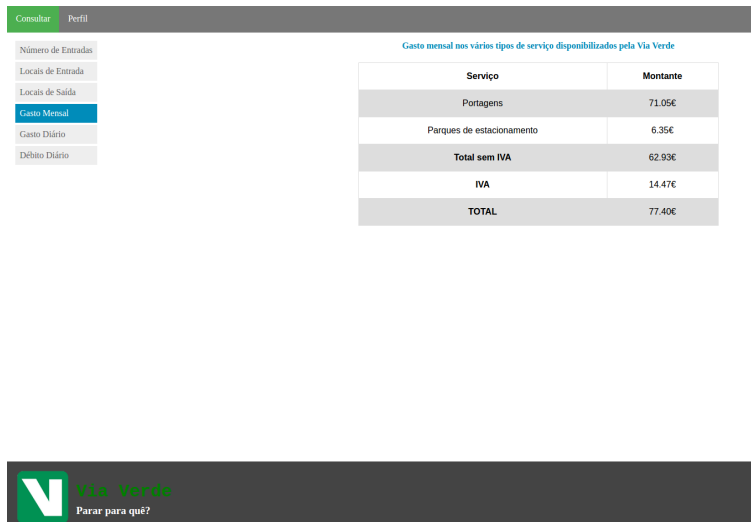 Consultar Perfil
Número de Entradas
Locais de Entrada
Locais de Saída
Gasto Mensal
Gasto Diário
Débito Diário
Gasto mensal nos vários tipos de serviço disponibilizados pela Via Verde
Serviço Montante
Portagens 71.05€
Parques de estacionamento 6.35€
Total sem IVA 62.93€
IVA 14.47€
TOTAL 77.40€
Via Verde
Parar para quê?